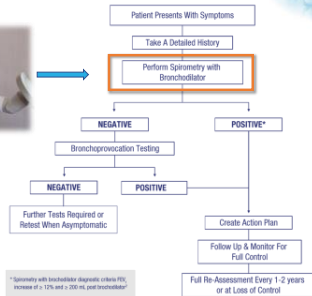 Patient Presents With Symptoms
Take A Detailed History
Perform Spirometry with
Bronchodilator
NEGATIVE
POSITIVE*
Bronchoprovocation Testing
NEGATIVE
POSITIVE
Further Tests Required or
Retest When Asymptomatic
Create Action Plan
Follow Up & Monitor For
Full Control
Full Re-Assessment Every 1-2 years
or at Loss of Control
* Spirometry with bronchodilator diagnostic criteria FEV₁
increase of ≥ 12% and ≥ 200 mL post bronchodilator